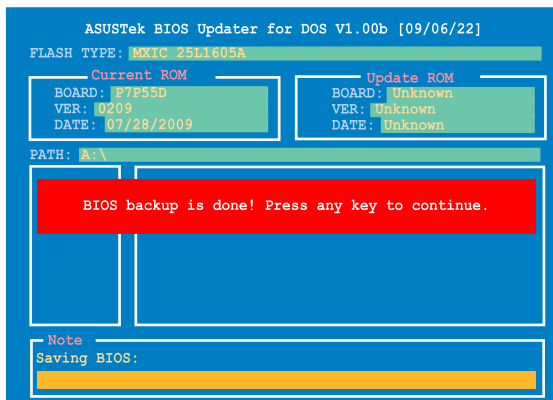 ASUSTek BIOS Updater for DOS V1.00b [09/06/22]
FLASH TYPE: MXIC 25L1605A
Current ROM
BOARD: P7P55D
VER: 0209
DATE: 07/28/2009
Update ROM
BOARD: Unknown
VER: Unknown
DATE: Unknown
PATH: A:\
BIOS backup is done! Press any key to continue.
Note
Saving BIOS: